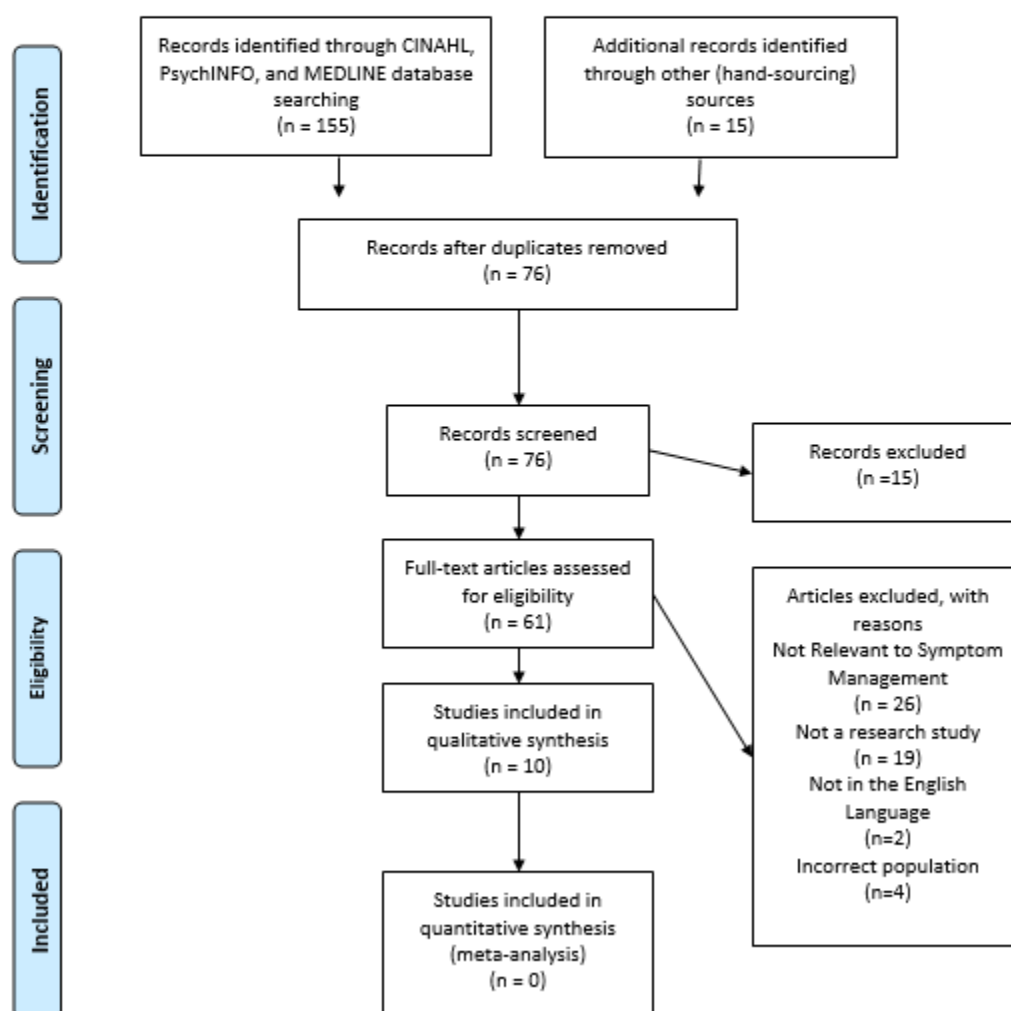 Identification
Records identified through CINAHL,
PsychINFO, and MEDLINE database
searching
(n = 155)
Additional records identified
through other (hand-sourcing)
sources
(n = 15)
Records after duplicates removed
(n = 76)
Screening
Records screened
(n = 76)
Records excluded
(n =15)
Eligibility
Full-text articles assessed
for eligibility
(n = 61)
Articles excluded, with
reasons
Not Relevant to Symptom
Management
(n = 26)
Not a research study
(n = 19)
Not in the English
Language
(n=2)
Incorrect population
(n=4)
Studies included in
qualitative synthesis
(n = 10)
Included
Studies included in
quantitative synthesis
(meta-analysis)
(n = 0)